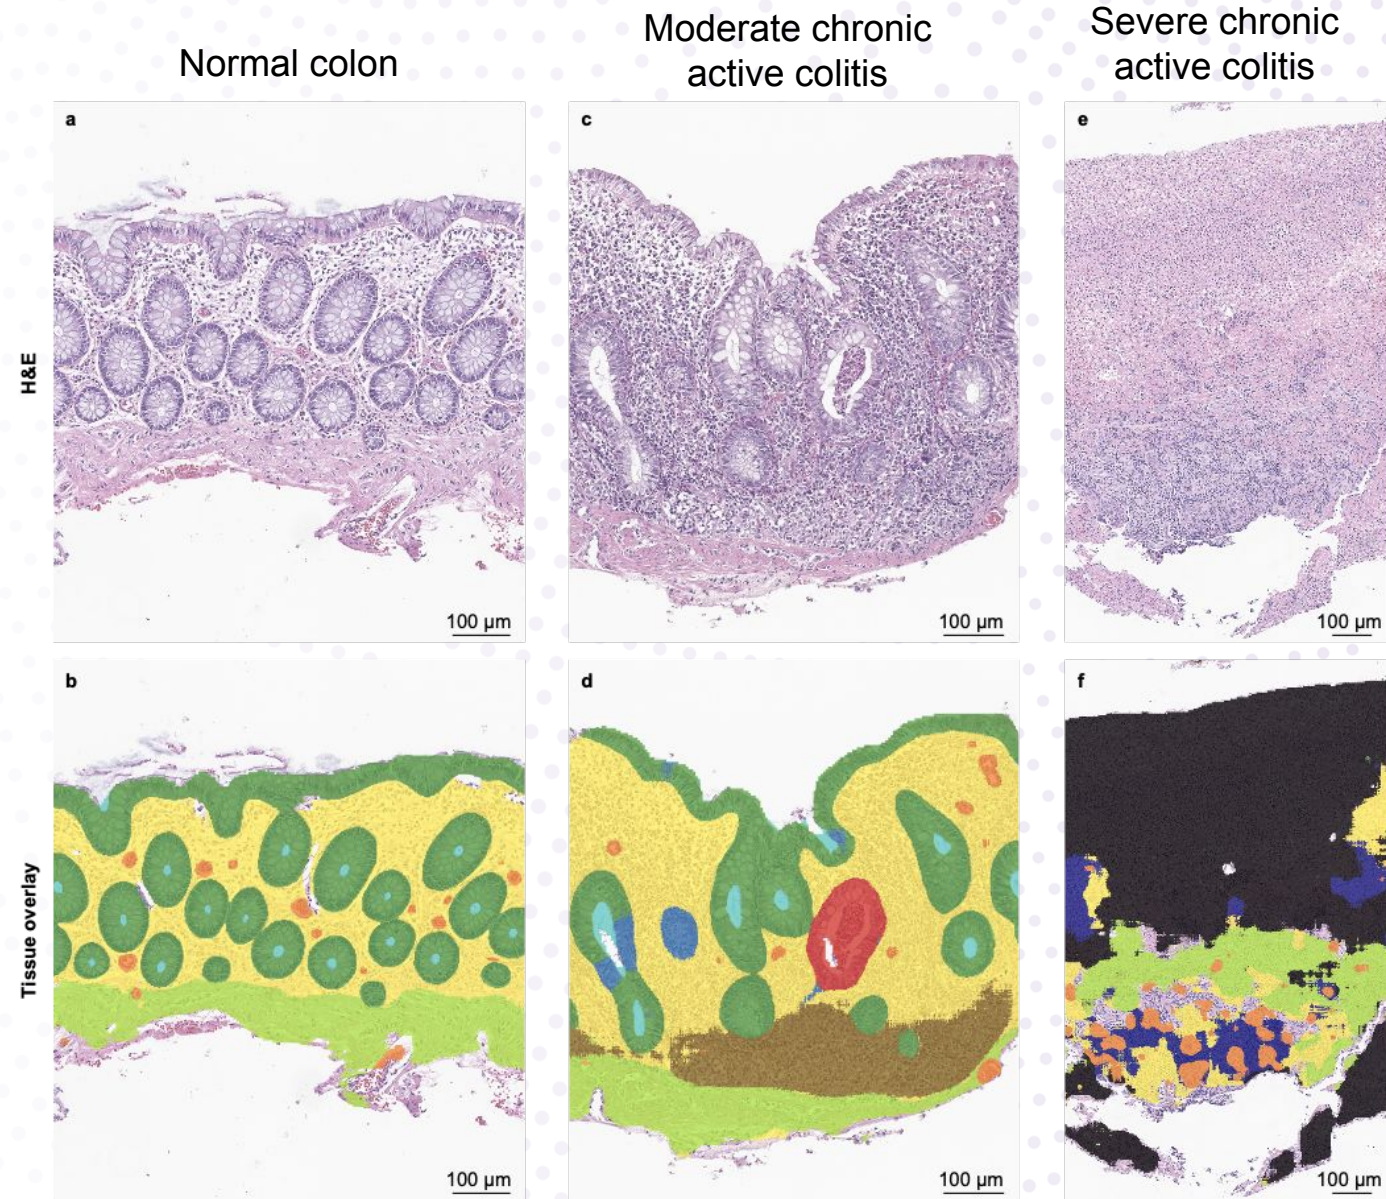 Normal colon
Moderate chronic
active colitis
Severe chronic
active colitis
H&E
a
100 µm
c
100 µm
e
100 µm
Tissue overlay
b
100 µm
d
100 µm
f
100 µm